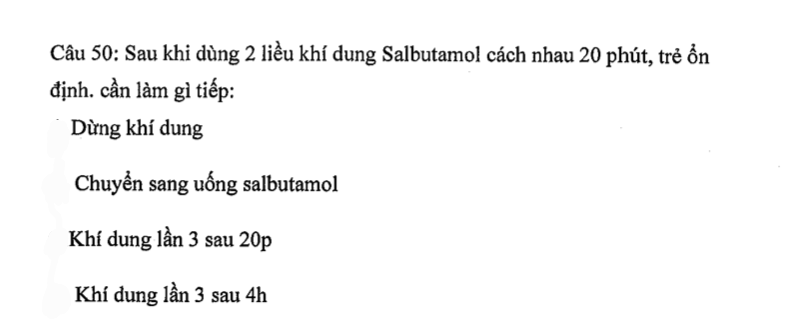 Câu 50: Sau khi dùng 2 liều khí dung Salbutamol cách nhau 20 phút, trẻ ổn
định. cần làm gì tiếp:
Dừng khí dung
Chuyển sang uống salbutamol
Khí dung lần 3 sau 20p
Khí dung lần 3 sau 4h